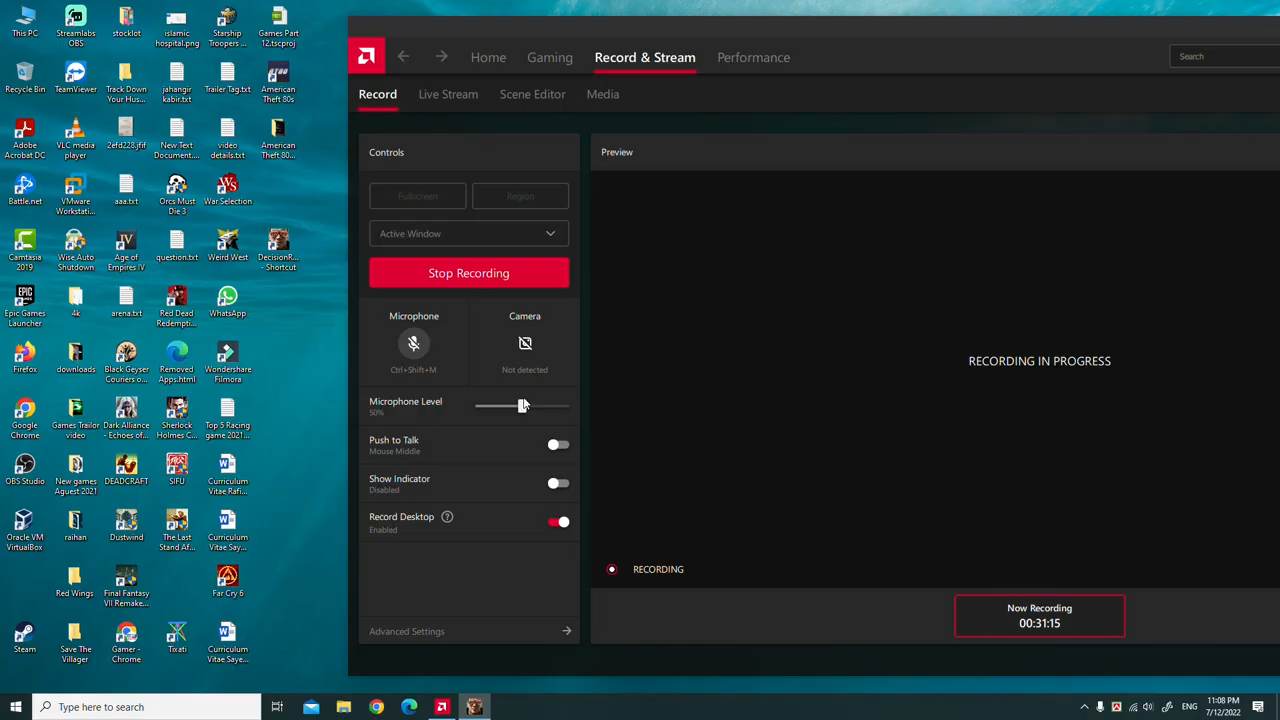 This PC
Streamlabs
OBS
stocklot
islamic
hospital.png
Starship
Troopers ...
Games Part
12.tscproj
Recycle Bin
TeamViewer
Track Down
Your Hus...
jahangir
kabir.txt
Trailer Tag.txt
American
Theft 80s
Adobe
Acrobat DC
VLC media
player
2efd228.jfif
New Text
Document....
video
details.txt
American
Theft 80...
Battle.net
VMware
Workstati...
aaa.txt
Orcs Must
Die 3
War Selection
Camtasia
2019
Wise Auto
Shutdown
Age of
Empires IV
question.txt
Weird West
DecisionR...
- Shortcut
Epic Games
Launcher
4k
arena.txt
Red Dead
Redempti...
WhatsApp
Firefox
downloads
Black Geyser
Couriers o...
Removed
Apps.html
Wondershare
Filmora
Google
Chrome
Games Trailor
video
Dark Alliance
- Echoes of...
Sherlock
Holmes C...
Top 5 Racing
game 2021...
OBS Studio
New games
Aguest 2021
DEADCRAFT
SIFU
Curriculum
Vitae Rafi...
Oracle VM
VirtualBox
raihan
Dustwind
The Last
Stand Af...
Curriculum
Vitae Say...
Red Wings
Final Fantasy
VII Remake...
Far Cry 6
Steam
Save The
Villager
Gamer -
Chrome
Tixati
Curriculum
Vitae Saye...
Home
Gaming
Record & Stream
Performance
Search
Record
Live Stream
Scene Editor
Media
Controls
Fullscreen
Region
Active Window
Stop Recording
Microphone
Ctrl+Shift+M
Camera
Not detected
Microphone Level
50%
Push to Talk
Mouse Middle
Show Indicator
Disabled
Record Desktop
Enabled
Advanced Settings
Preview
RECORDING IN PROGRESS
RECORDING
Now Recording
00:31:15
Type here to search
ENG
11:08 PM
7/12/2022